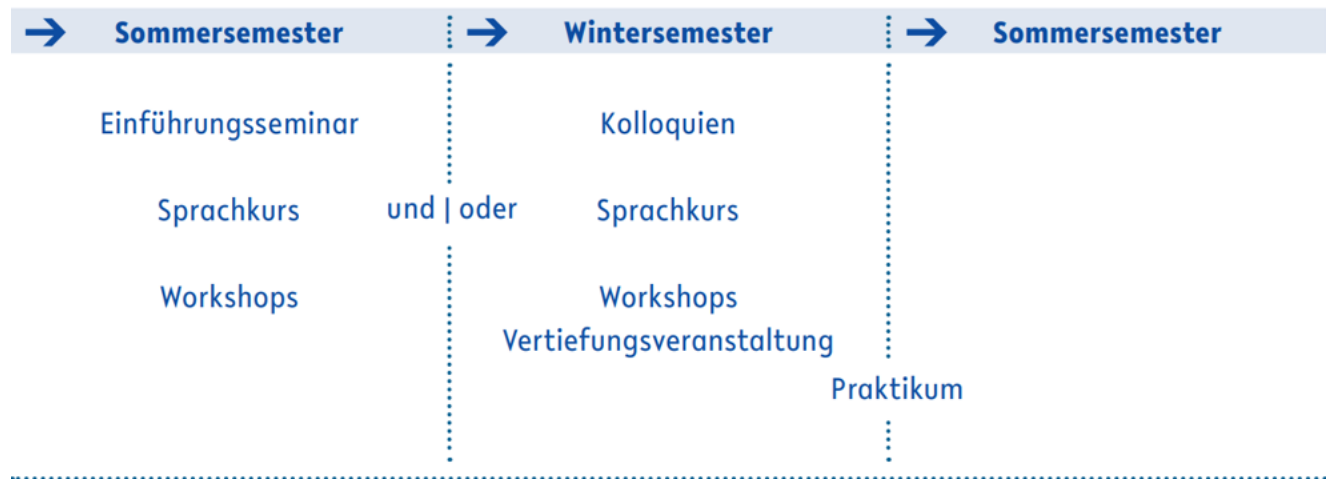 → Sommersemester → Wintersemester → Sommersemester
Einführungsseminar Kolloquien
Sprachkurs und | oder Sprachkurs
Workshops Workshops
Vertiefungsveranstaltung
Praktikum